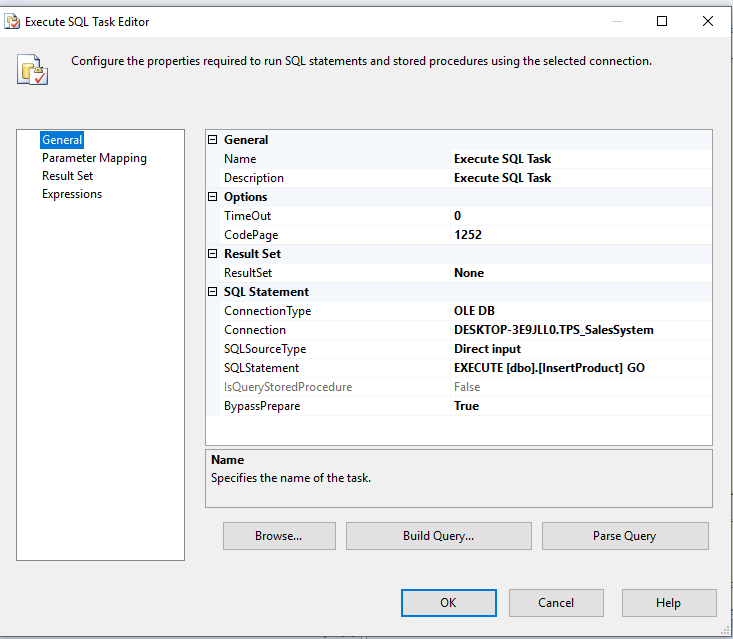 Execute SQL Task Editor
Configure the properties required to run SQL statements and stored procedures using the selected connection.
General
Parameter Mapping
Result Set
Expressions
General
Name Execute SQL Task
Description Execute SQL Task
Options
TimeOut 0
CodePage 1252
Result Set
ResultSet None
SQL Statement
ConnectionType OLE DB
Connection DESKTOP-3E9JLL0.TPS_SalesSystem
SQLSourceType Direct input
SQLStatement EXECUTE [dbo].[InsertProduct] GO
IsQueryStoredProcedure False
BypassPrepare True
Name
Specifies the name of the task.
Browse... Build Query... Parse Query
OK Cancel Help